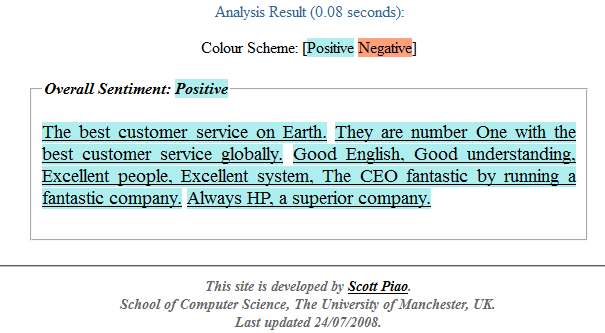 Analysis Result (0.08 seconds):
Colour Scheme: [Positive Negative]
Overall Sentiment: Positive
The best customer service on Earth. They are number One with the
best customer service globally. Good English, Good understanding,
Excellent people, Excellent system, The CEO fantastic by running a
fantastic company. Always HP, a superior company.
This site is developed by Scott Piao.
School of Computer Science, The University of Manchester, UK.
Last updated 24/07/2008.